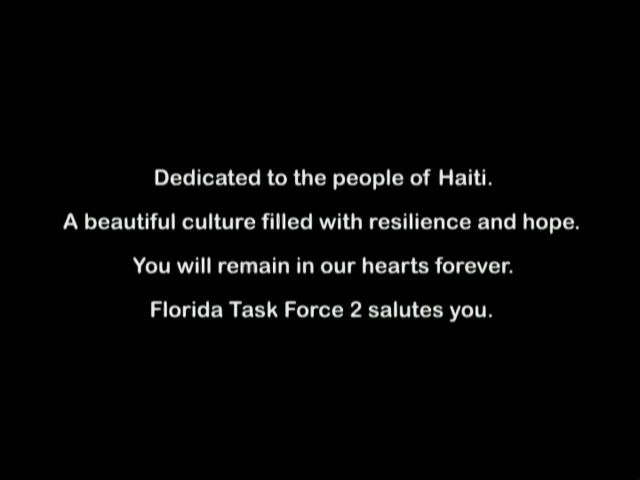 Dedicated to the people of Haiti.
A beautiful culture filled with resilience and hope.
You will remain in our hearts forever.
Florida Task Force 2 salutes you.